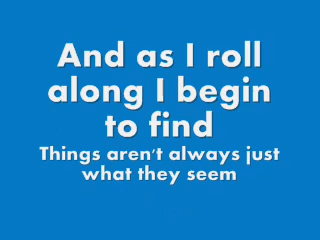 And as I roll
along I begin
to find
Things aren't always just
what they seem